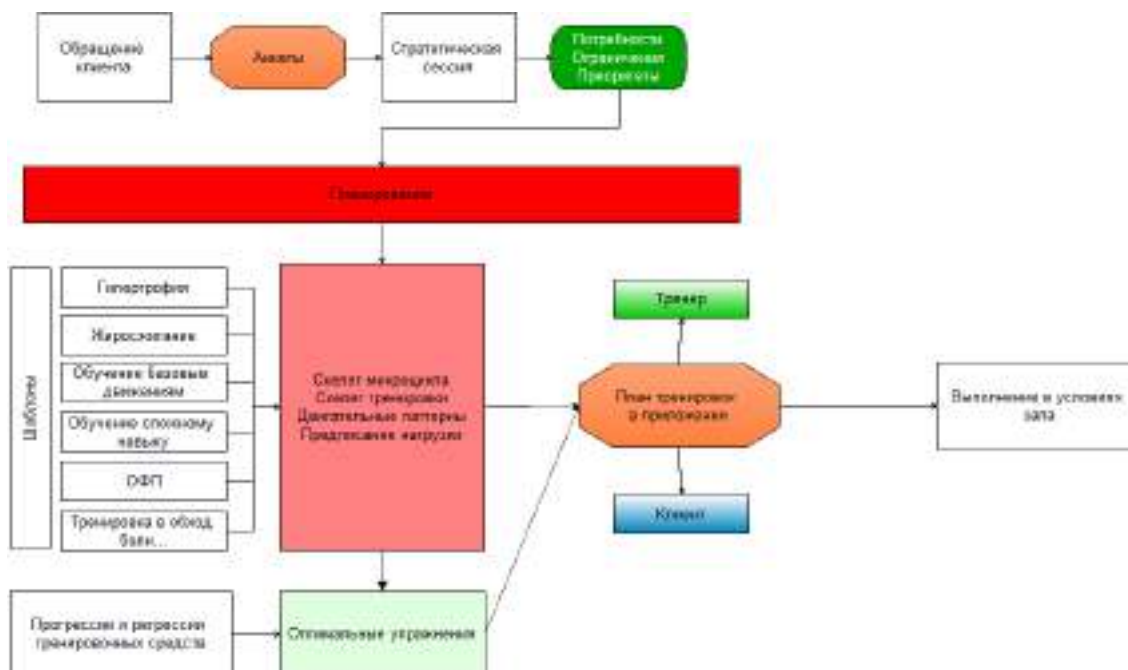 Обращение
клиента
Анкеты
Стратегическая
сессия
Потребности
Ограничения
Приоритеты
Планирование
Шаблоны
Гипертрофия
Жиросжигание
Обучение базовым
движениям
Обучение сложному
навыку
ОФП
Тренировка в обход
боли...
Скелет микроцикла
Скелет тренировки
Двигательные паттерны
Предписание нагрузки
Тренер
План тренировки
в приложении
Клиент
Выполнение в условиях
зала
Прогрессии и регрессии
тренировочных средств
Оптимальные упражнения